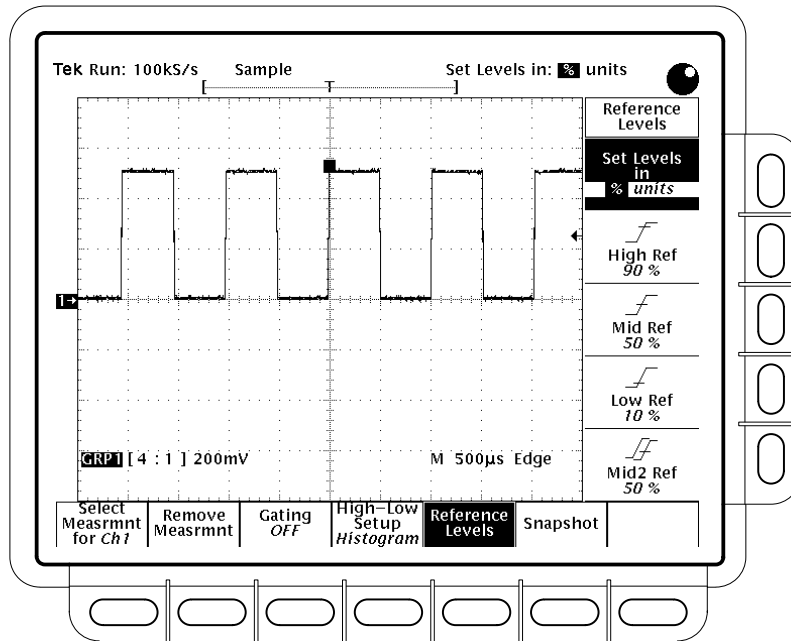 Tek Run: 100kS/s Sample Set Levels in: % units
[ T ]
Reference
Levels
Set Levels
in
% units
High Ref
90 %
Mid Ref
50 %
Low Ref
10 %
Mid2 Ref
50 %
1→
GRP1 [ 4 : 1 ] 200mV M 500µs Edge
Select
Measrmnt
for Ch1
Remove
Measrmnt
Gating
OFF
High–Low
Setup
Histogram
Reference
Levels
Snapshot